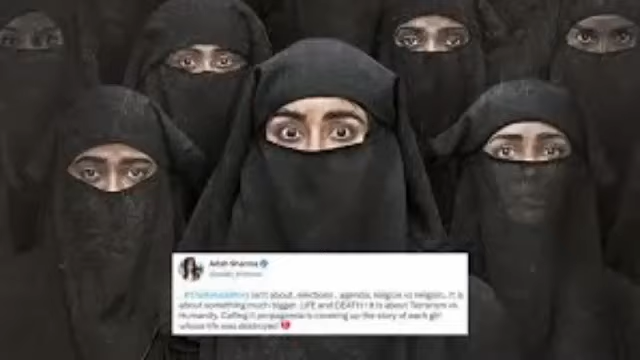 Adah Sharma
isn't about elections, agenda, religion vs religion. It is
about something much bigger. LIFE and DEATH ! It is about Terrorism vs
Humanity. Calling it propaganda is covering up the story of each girl
whose life was destroyed